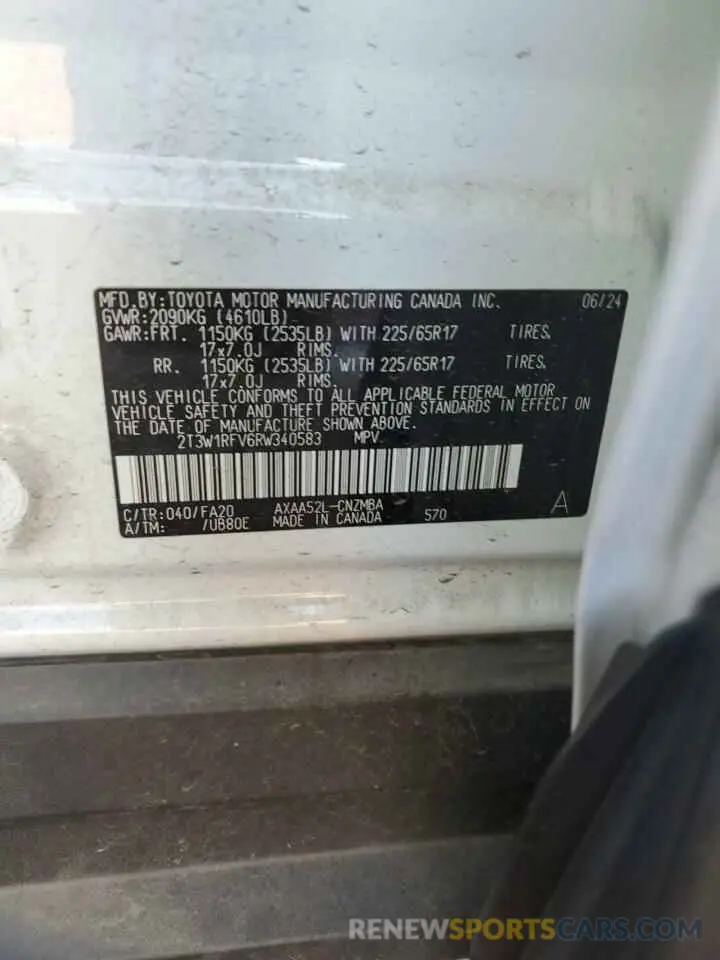 MFD. BY: TOYOTA MOTOR MANUFACTURING CANADA INC. 06/24
GVWR: 2090KG (4610LB)
GAWR: FRT. 1150KG (2535LB) WITH 225/65R17 TIRES.
17x7.0J RIMS.
RR. 1150KG (2535LB) WITH 225/65R17 TIRES.
17x7.0J RIMS.
THIS VEHICLE CONFORMS TO ALL APPLICABLE FEDERAL MOTOR
VEHICLE SAFETY AND THEFT PREVENTION STANDARDS IN EFFECT ON
THE DATE OF MANUFACTURE SHOWN ABOVE.
2T3W1RFV6RW340583 MPV.
C/TR: 040/FA20 AXAA52L-CNZMBA
A/TM: /UB80E MADE IN CANADA 570 A
RENEWSPORTSCARS.COM